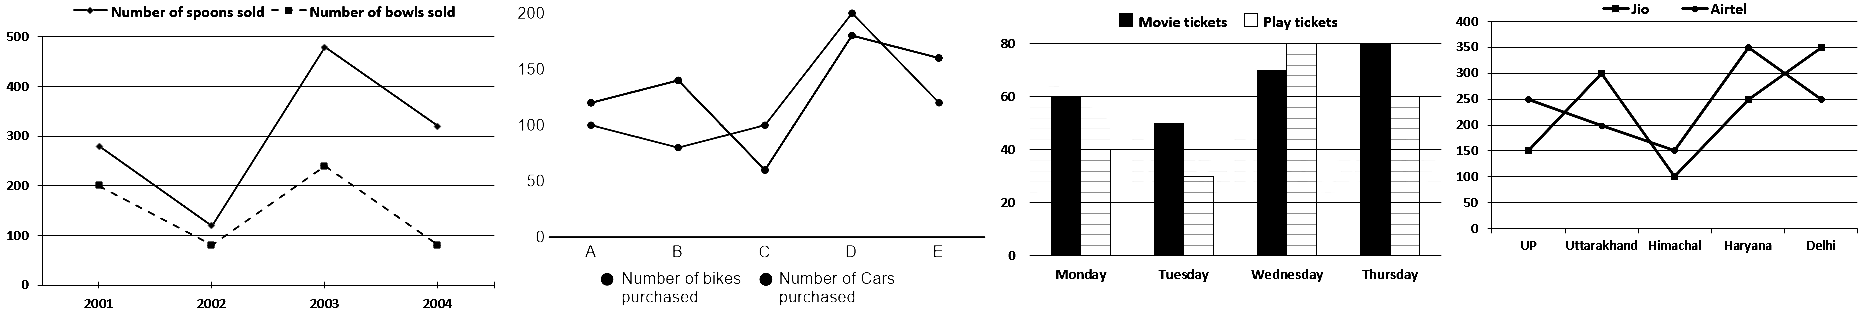 Number of spoons sold Number of bowls sold
500
400
300
200
100
0
2001 2002 2003 2004
200
150
100
50
0
A B C D E
Number of bikes purchased
Number of Cars purchased
Movie tickets Play tickets
80
60
40
20
0
Monday Tuesday Wednesday Thursday
Jio Airtel
400
350
300
250
200
150
100
50
0
UP Uttarakhand Himachal Haryana Delhi